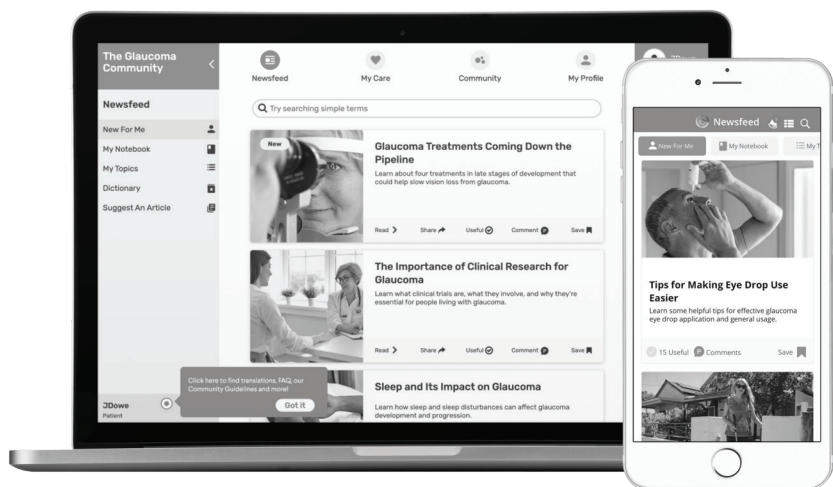 The Glaucoma
Community
Newsfeed
New For Me
My Notebook
My Topics
Dictionary
Suggest An Article
JDowe
Patient
Click here to find translations, FAQ, our
Community Guidelines and more!
Got it
Newsfeed
My Care
Community
My Profile
Try searching simple terms
New
Glaucoma Treatments Coming Down the
Pipeline
Learn about four treatments in late stages of development that
could help slow vision loss from glaucoma.
Read Share Useful Comment Save
The Importance of Clinical Research for
Glaucoma
Learn what clinical trials are, what they involve, and why they're
essential for people living with glaucoma.
Read Share Useful Comment Save
Sleep and Its Impact on Glaucoma
Learn how sleep and sleep disturbances can affect glaucoma
development and progression.
Newsfeed
New For Me My Notebook My T
Tips for Making Eye Drop Use
Easier
Learn some helpful tips for effective glaucoma
eye drop application and general usage.
15 Useful Comments Save